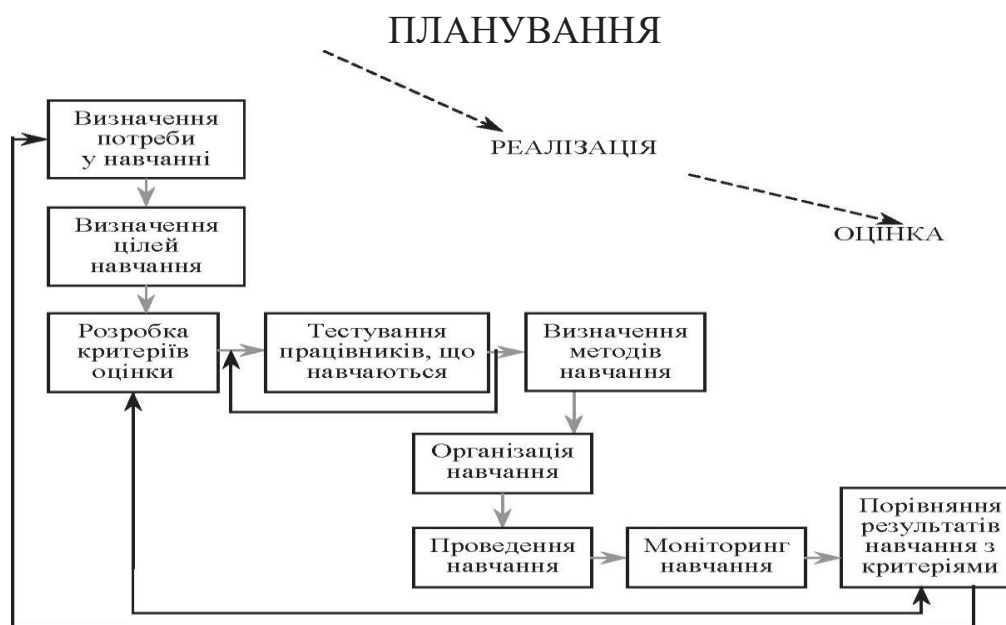 ПЛАНУВАННЯ
РЕАЛІЗАЦІЯ
ОЦІНКА
Визначення
потреби
у навчанні
Визначення
цілей
навчання
Розробка
критеріїв
оцінки
Тестування
працівників, що
навчаються
Визначення
методів
навчання
Організація
навчання
Проведення
навчання
Моніторинг
навчання
Порівняння
результатів
навчання з
критеріями